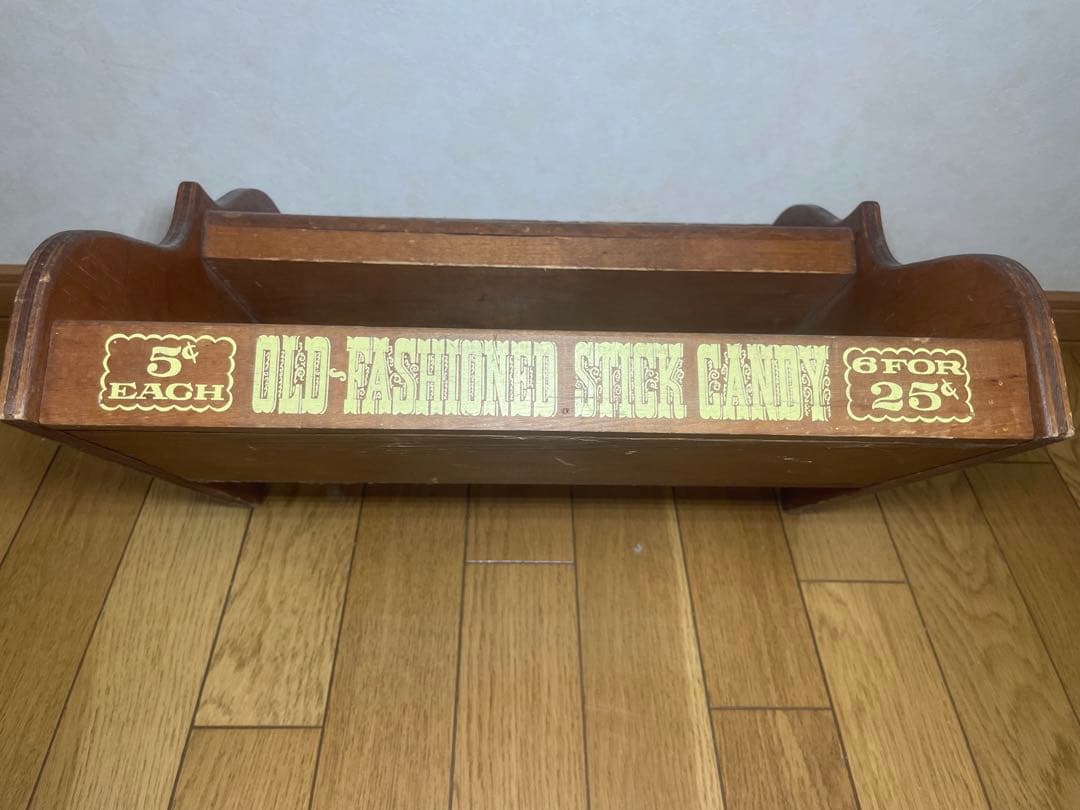 5¢
EACH
OLD-FASHIONED STICK CANDY
6 FOR
25¢